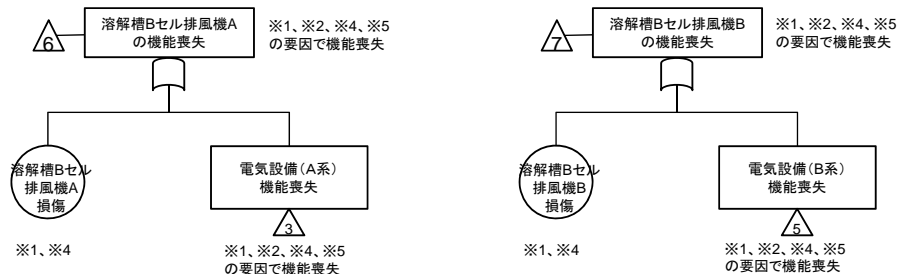 6
溶解槽Bセル排風機A
の機能喪失
※1、※2、※4、※5
の要因で機能喪失
溶解槽Bセル
排風機A
損傷
※1、※4
電気設備(A系)
機能喪失
3
※1、※2、※4、※5
の要因で機能喪失
7
溶解槽Bセル排風機B
の機能喪失
※1、※2、※4、※5
の要因で機能喪失
溶解槽Bセル
排風機B
損傷
※1、※4
電気設備(B系)
機能喪失
5
※1、※2、※4、※5
の要因で機能喪失